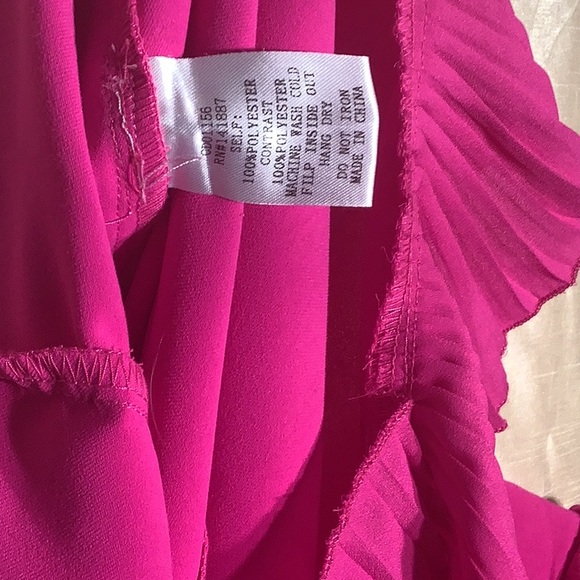 CD01156
RN#141887
SELF:
100%POLYESTER
CONTRAST
100%POLYESTER
MACHINE WASH COLD
FILP INSIDE OUT
HANG DRY
DO NOT IRON
MADE IN CHINA